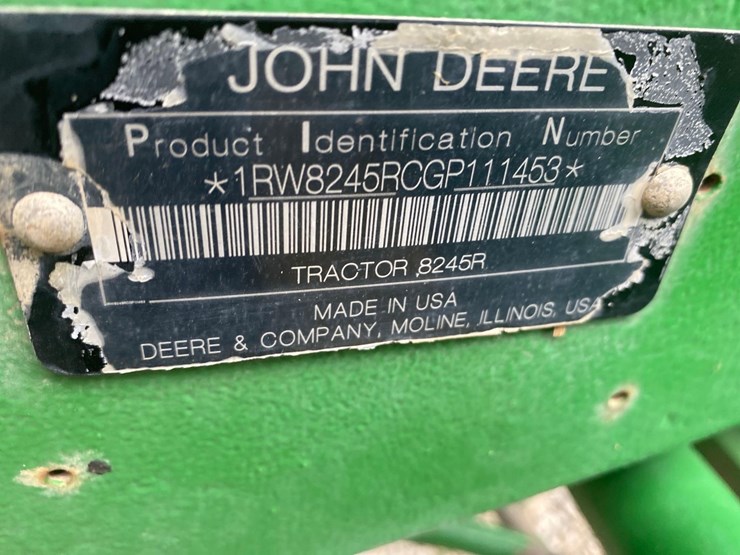 JOHN DEERE
Product Identification Number
*1RW8245RCGP111453*
TRACTOR 8245R
MADE IN USA
DEERE & COMPANY, MOLINE, ILLINOIS, USA